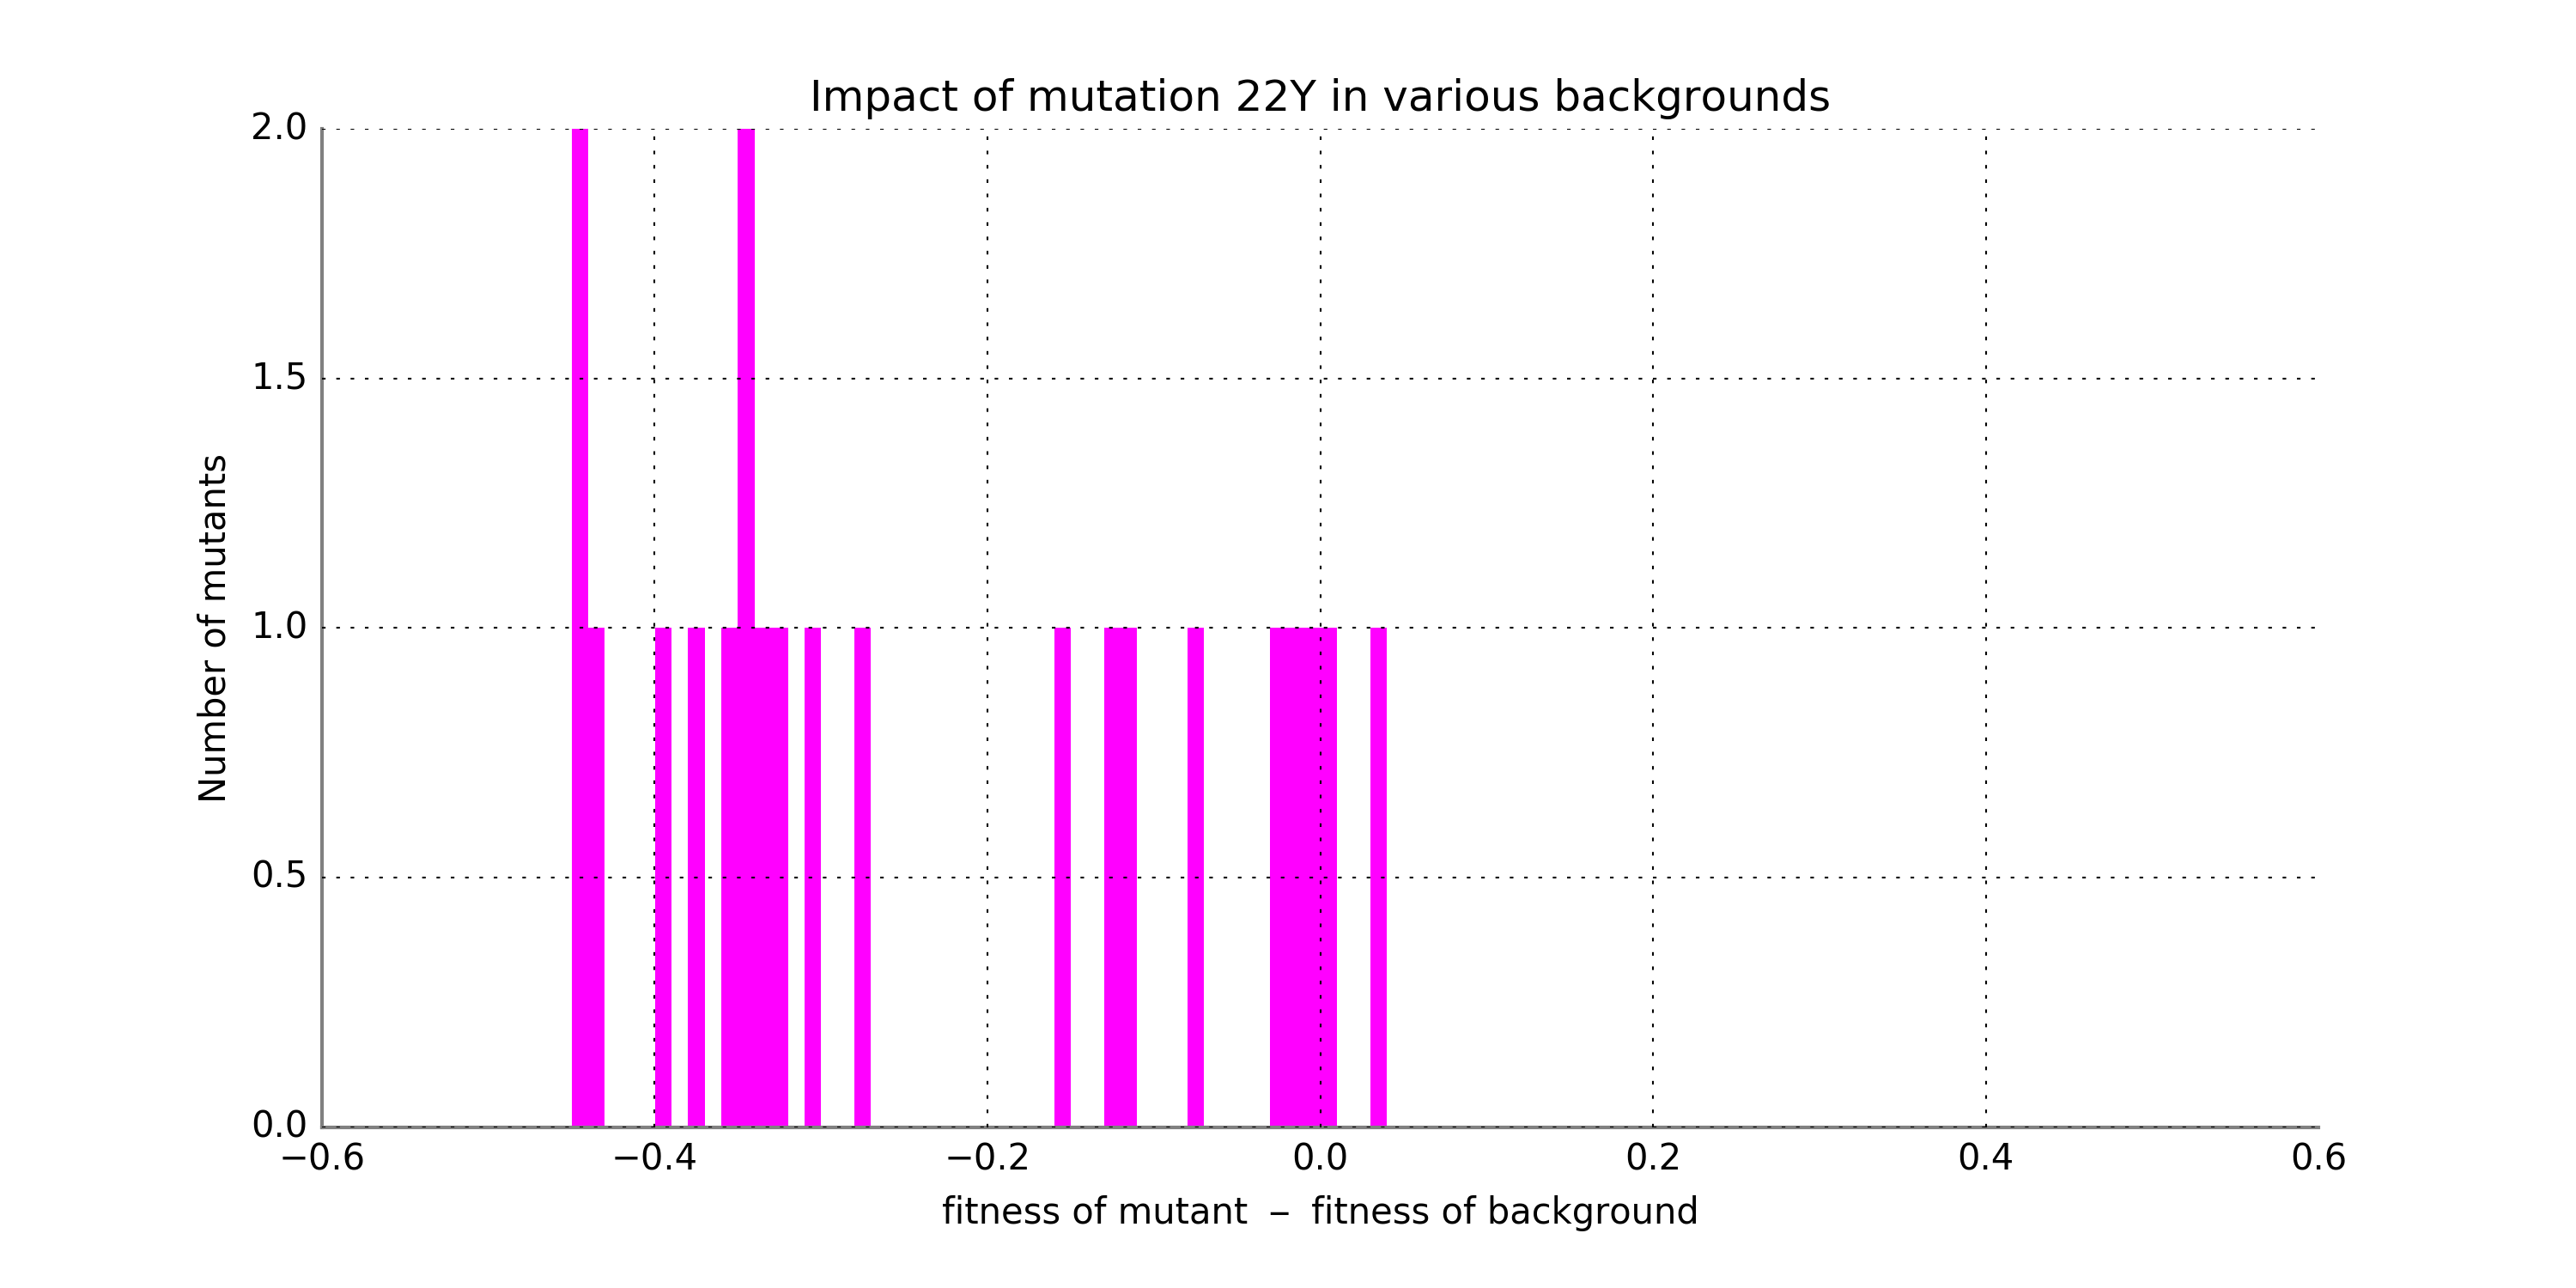 Impact of mutation 22Y in various backgrounds
2.0
1.5
1.0
0.5
0.0
Number of mutants
−0.6 −0.4 −0.2 0.0 0.2 0.4 0.6
fitness of mutant – fitness of background